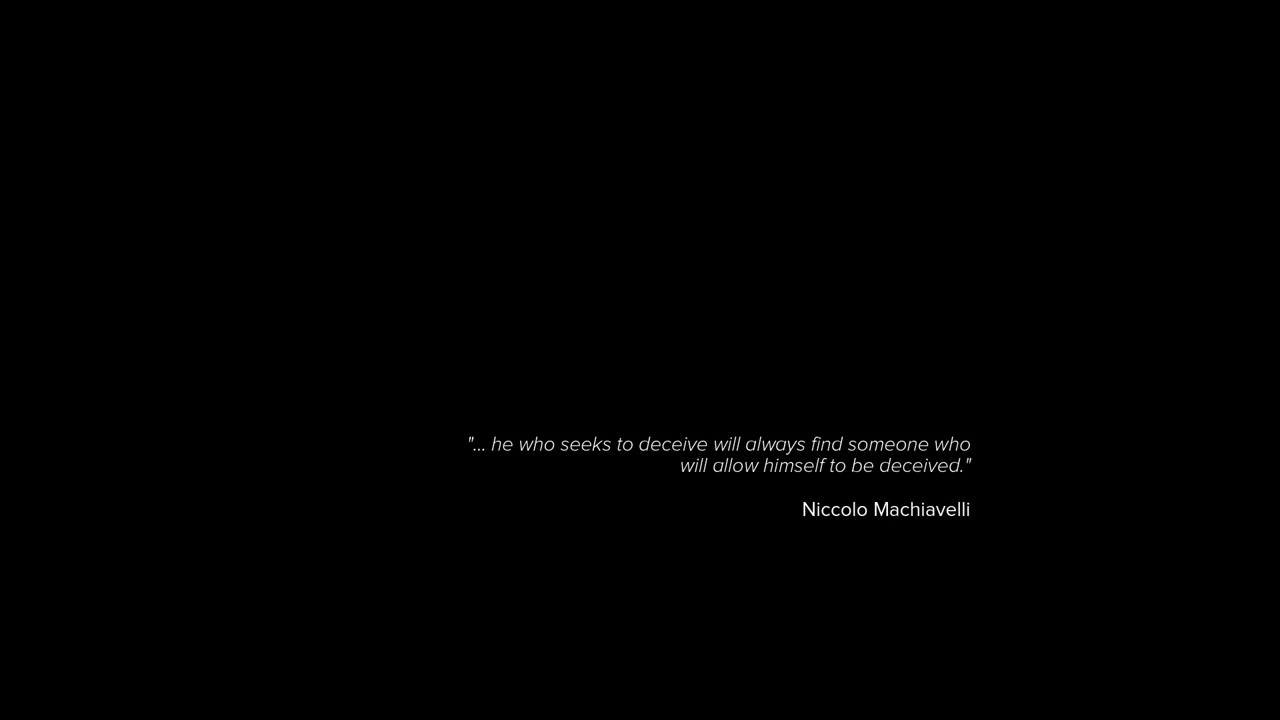 "... he who seeks to deceive will always find someone who
will allow himself to be deceived."
Niccolo Machiavelli